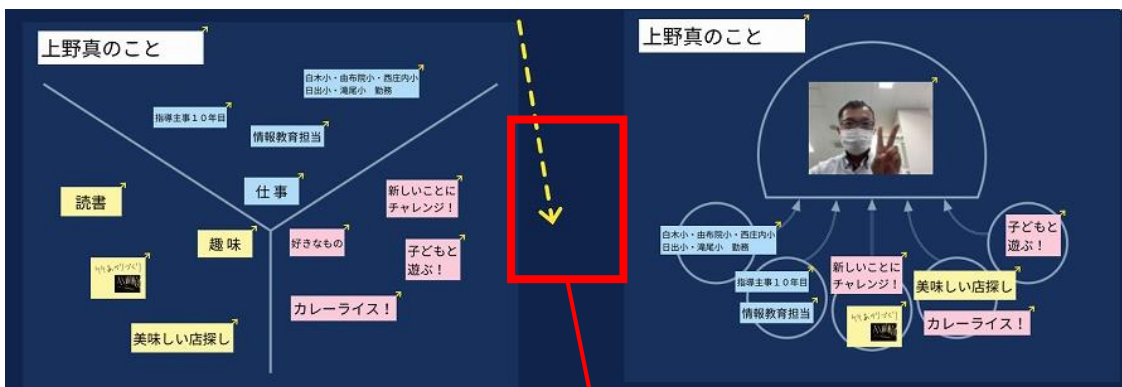 上野真のこと
白木小・由布院小・西庄内小
日出小・滝尾小　勤務
指導主事１０年目
情報教育担当
仕事
読書
趣味
美味しい店探し
好きなもの
新しいことに
チャレンジ！
子どもと
遊ぶ！
カレーライス！
上野真のこと
白木小・由布院小・西庄内小
日出小・滝尾小　勤務
指導主事１０年目
情報教育担当
新しいことに
チャレンジ！
美味しい店探し
カレーライス！
子どもと
遊ぶ！